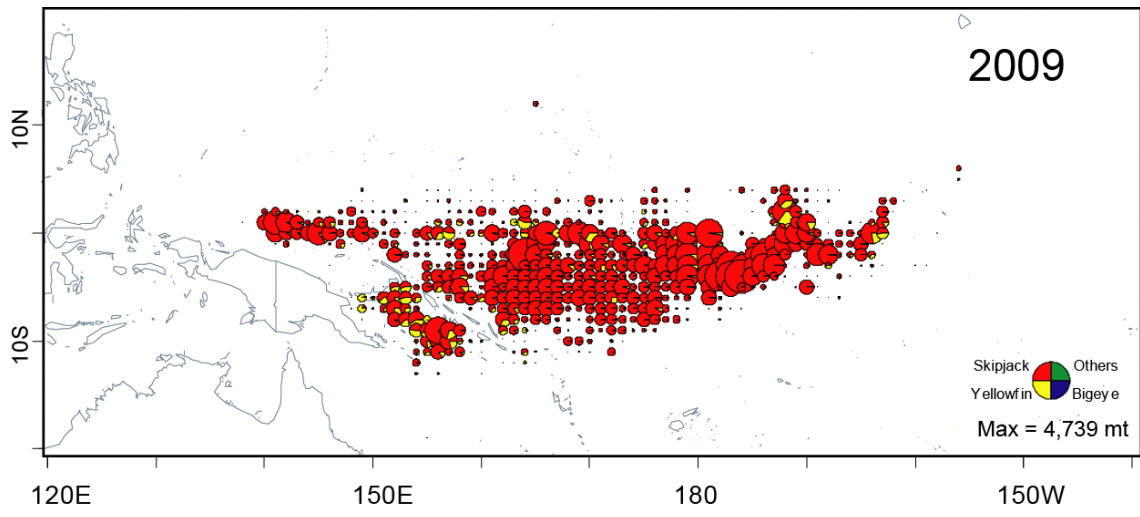 2009
10N
10S
Skipjack Others
Yellowfin Bigeye
Max = 4,739 mt
120E 150E 180 150W